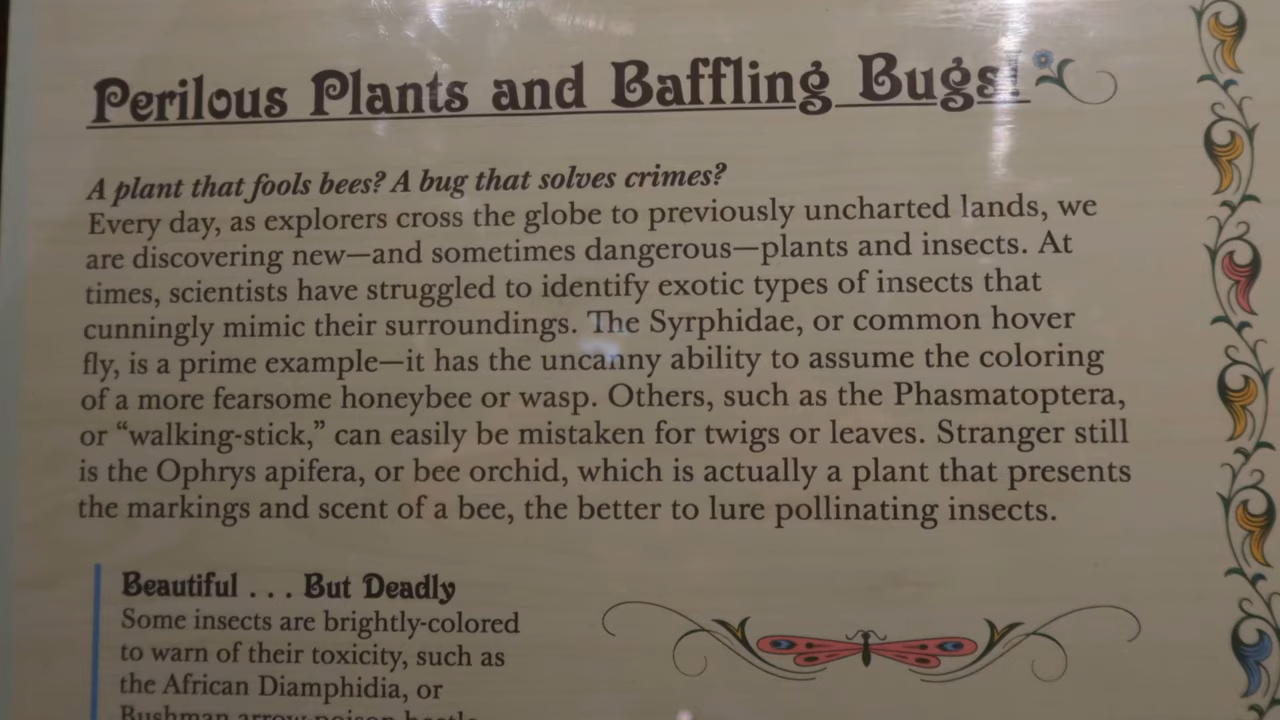 Perilous Plants and Baffling Bugs!
A plant that fools bees? A bug that solves crimes?
Every day, as explorers cross the globe to previously uncharted lands, we
are discovering new—and sometimes dangerous—plants and insects. At
times, scientists have struggled to identify exotic types of insects that
cunningly mimic their surroundings. The Syrphidae, or common hover
fly, is a prime example—it has the uncanny ability to assume the coloring
of a more fearsome honeybee or wasp. Others, such as the Phasmatoptera,
or “walking-stick,” can easily be mistaken for twigs or leaves. Stranger still
is the Ophrys apifera, or bee orchid, which is actually a plant that presents
the markings and scent of a bee, the better to lure pollinating insects.
Beautiful . . . But Deadly
Some insects are brightly-colored
to warn of their toxicity, such as
the African Diamphidia, or
Bushman arrow-poison beetle